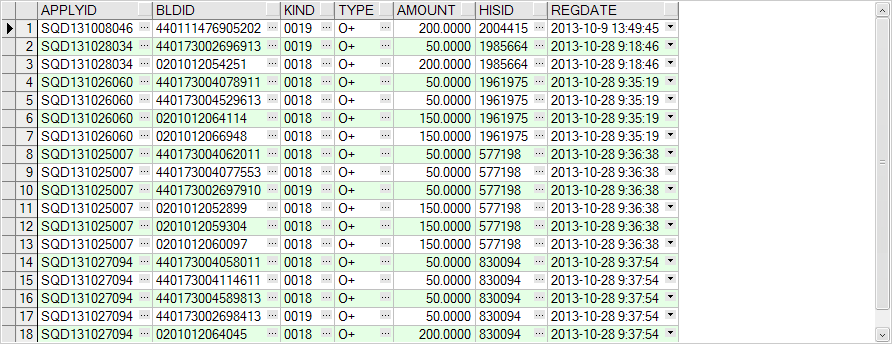 APPLYID BLDID KIND TYPE AMOUNT HISID REGDATE
1 SQD131008046 440111476905202 0019 O+ 200.0000 2004415 2013-10-9 13:49:45
2 SQD131028034 440173002696913 0019 O+ 50.0000 1985664 2013-10-28 9:18:46
3 SQD131028034 0201012054251 0018 O+ 200.0000 1985664 2013-10-28 9:18:46
4 SQD131026060 440173004078911 0018 O+ 50.0000 1961975 2013-10-28 9:35:19
5 SQD131026060 440173004529613 0018 O+ 50.0000 1961975 2013-10-28 9:35:19
6 SQD131026060 0201012064114 0018 O+ 150.0000 1961975 2013-10-28 9:35:19
7 SQD131026060 0201012066948 0018 O+ 150.0000 1961975 2013-10-28 9:35:19
8 SQD131025007 440173004062011 0018 O+ 50.0000 577198 2013-10-28 9:36:38
9 SQD131025007 440173004077553 0018 O+ 50.0000 577198 2013-10-28 9:36:38
10 SQD131025007 440173002697910 0019 O+ 50.0000 577198 2013-10-28 9:36:38
11 SQD131025007 0201012052899 0018 O+ 150.0000 577198 2013-10-28 9:36:38
12 SQD131025007 0201012059304 0018 O+ 150.0000 577198 2013-10-28 9:36:38
13 SQD131025007 0201012060097 0018 O+ 150.0000 577198 2013-10-28 9:36:38
14 SQD131027094 440173004058011 0018 O+ 50.0000 830094 2013-10-28 9:37:54
15 SQD131027094 440173004114611 0018 O+ 50.0000 830094 2013-10-28 9:37:54
16 SQD131027094 440173004589813 0018 O+ 50.0000 830094 2013-10-28 9:37:54
17 SQD131027094 440173002698413 0019 O+ 50.0000 830094 2013-10-28 9:37:54
18 SQD131027094 0201012064045 0018 O+ 200.0000 830094 2013-10-28 9:37:54